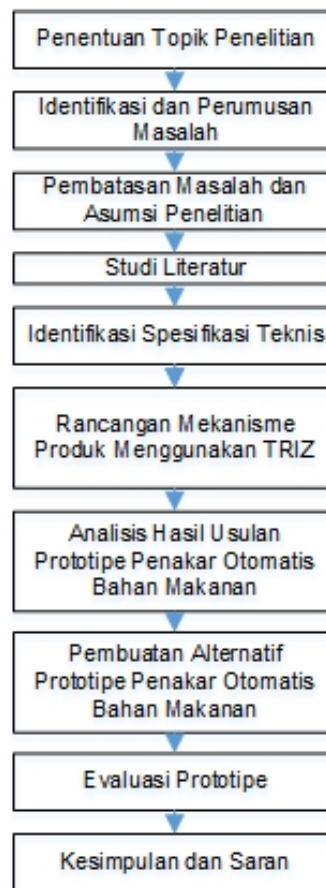 Penentuan Topik Penelitian
Identifikasi dan Perumusan
Masalah
Pembatasan Masalah dan
Asumsi Penelitian
Studi Literatur
Identifikasi Spesifikasi Teknis
Rancangan Mekanisme
Produk Menggunakan TRIZ
Analisis Hasil Usulan
Prototipe Penakar Otomatis
Bahan Makanan
Pembuatan Alternatif
Prototipe Penakar Otomatis
Bahan Makanan
Evaluasi Prototipe
Kesimpulan dan Saran